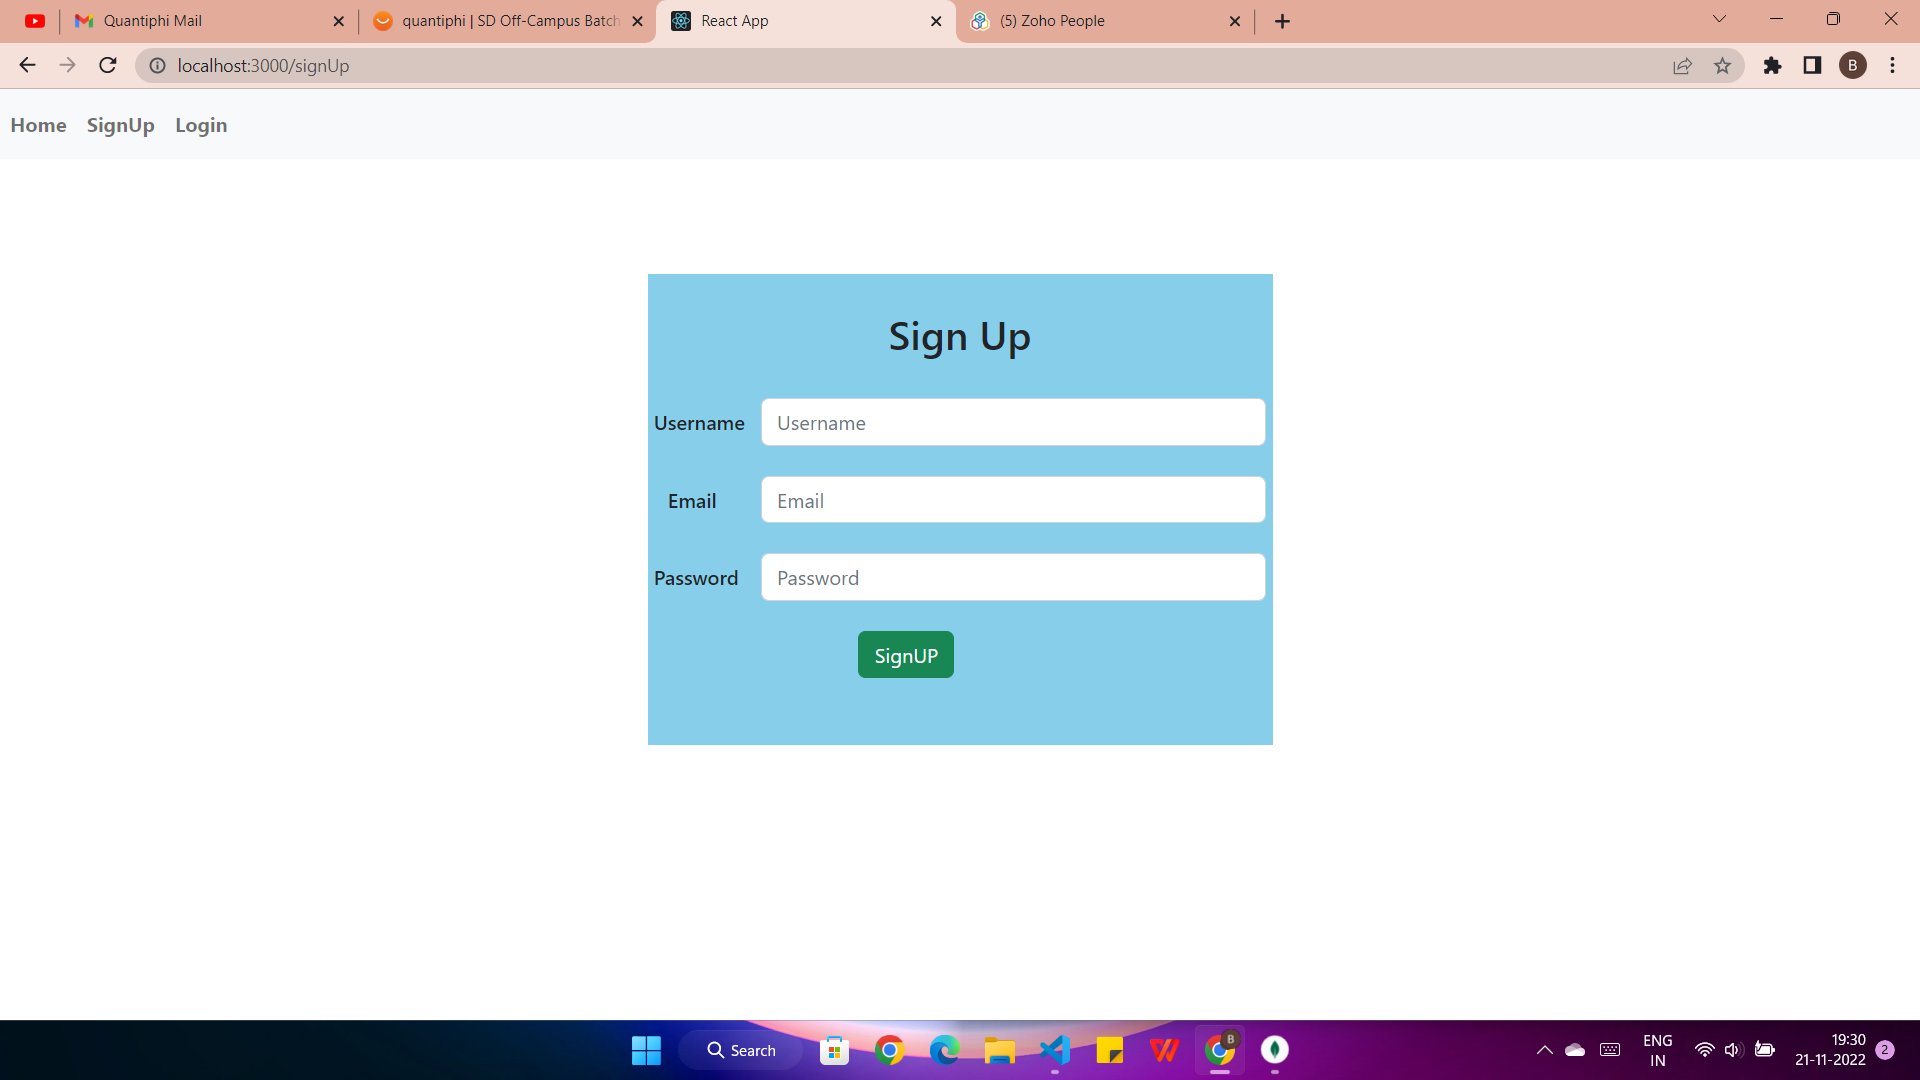 Quantiphi Mail
quantiphi | SD Off-Campus Batch
React App
(5) Zoho People
localhost:3000/signUp
B
Home SignUp Login
Sign Up
Username Username
Email Email
Password Password
SignUP
Search
B
ENG
IN
19:30
21-11-2022
2